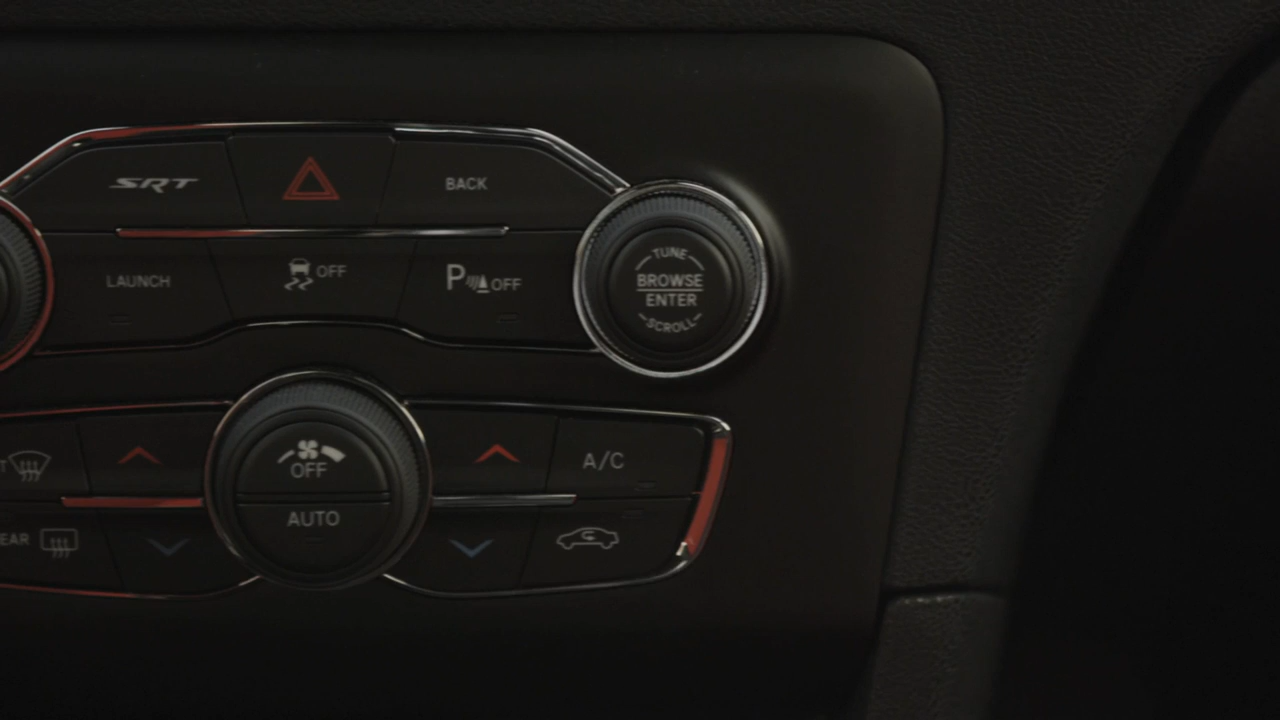 SRT
BACK
LAUNCH
OFF
P OFF
TUNE
BROWSE
ENTER
SCROLL
OFF
AUTO
A/C
T
EAR